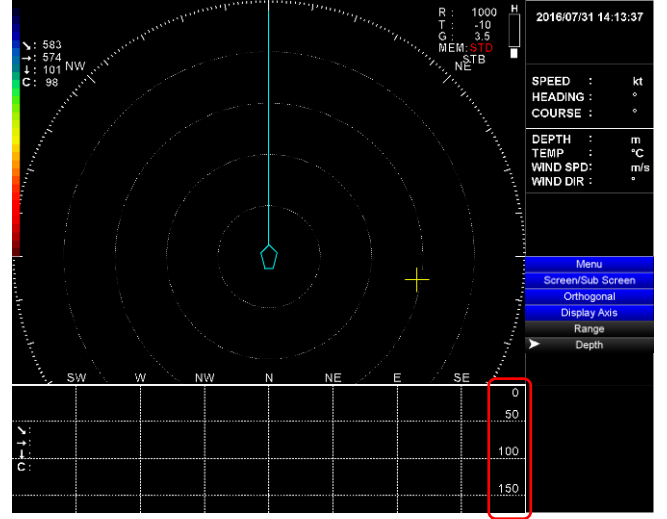 R : 1000
T : -10
G : 3.5
MEM: STD
STB
H
2016/07/31 14:13:37
↘ : 583
→ : 574
↓ : 101
C : 98
NW
NE
SPEED : kt
HEADING : °
COURSE : °
DEPTH : m
TEMP : °C
WIND SPD: m/s
WIND DIR : °
Menu
Screen/Sub Screen
Orthogonal
Display Axis
Range
➤ Depth
SW W NW N NE E SE
0
50
100
150
↘ :
→ :
↓ :
C :